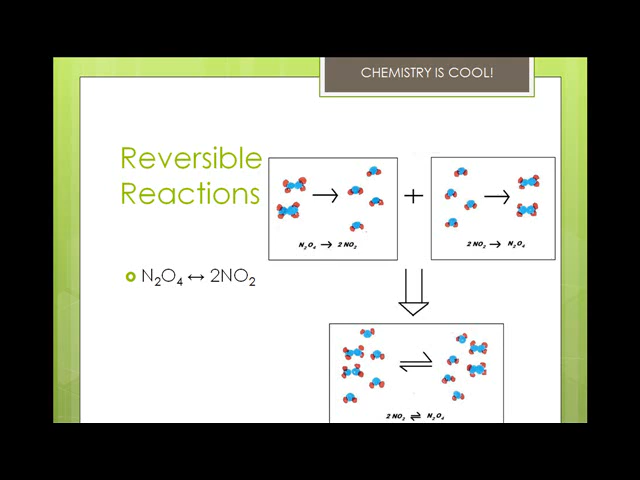 CHEMISTRY IS COOL!
Reversible
Reactions
N₂O₄ ↔ 2NO₂
N₂O₄ → 2 NO₂
+
2 NO₂ → N₂O₄
2 NO₂ ⇌ N₂O₄